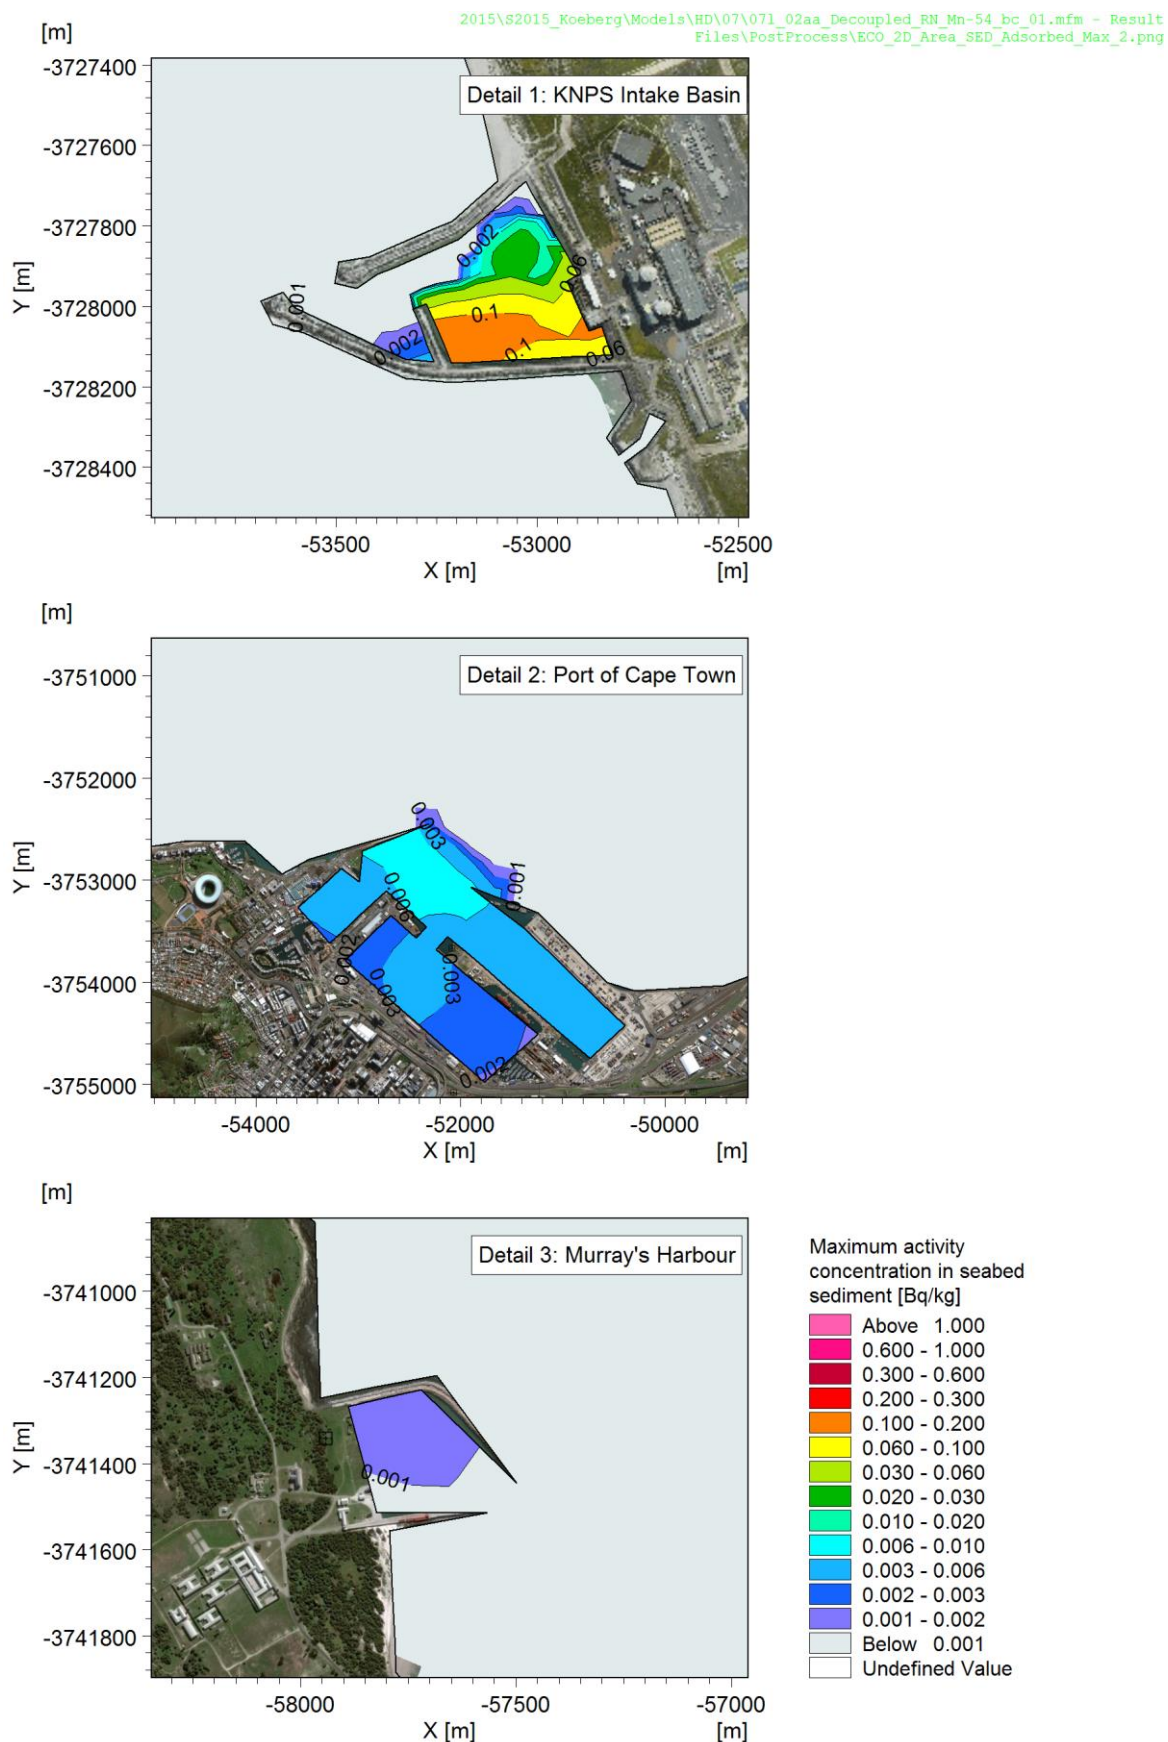 2015\S2015_Koeberg\Models\HD\07\07l_02aa_Decoupled_RN_Mn-54_bc_01.mfm - Result
Files\PostProcess\ECO_2D_Area_SED_Adsorbed_Max_2.png
[m]
-3727400
Detail 1: KNPS Intake Basin
-3727600
-3727800
0.002
0.06
Y [m]
-3728000
0.001
0.1
0.002
0.1
0.06
-3728200
-3728400
-53500
-53000
-52500
X [m]
[m]
[m]
-3751000
Detail 2: Port of Cape Town
-3752000
0.003
0.001
Y [m]
-3753000
0.006
0.002
0.003
0.003
-3754000
0.002
-3755000
-54000
-52000
-50000
X [m]
[m]
[m]
Detail 3: Murray's Harbour
-3741000
-3741200
Y [m]
-3741400
0.001
-3741600
-3741800
-58000
-57500
-57000
X [m]
[m]
Maximum activity
concentration in seabed
sediment [Bq/kg]
Above 1.000
0.600 - 1.000
0.300 - 0.600
0.200 - 0.300
0.100 - 0.200
0.060 - 0.100
0.030 - 0.060
0.020 - 0.030
0.010 - 0.020
0.006 - 0.010
0.003 - 0.006
0.002 - 0.003
0.001 - 0.002
Below 0.001
Undefined Value